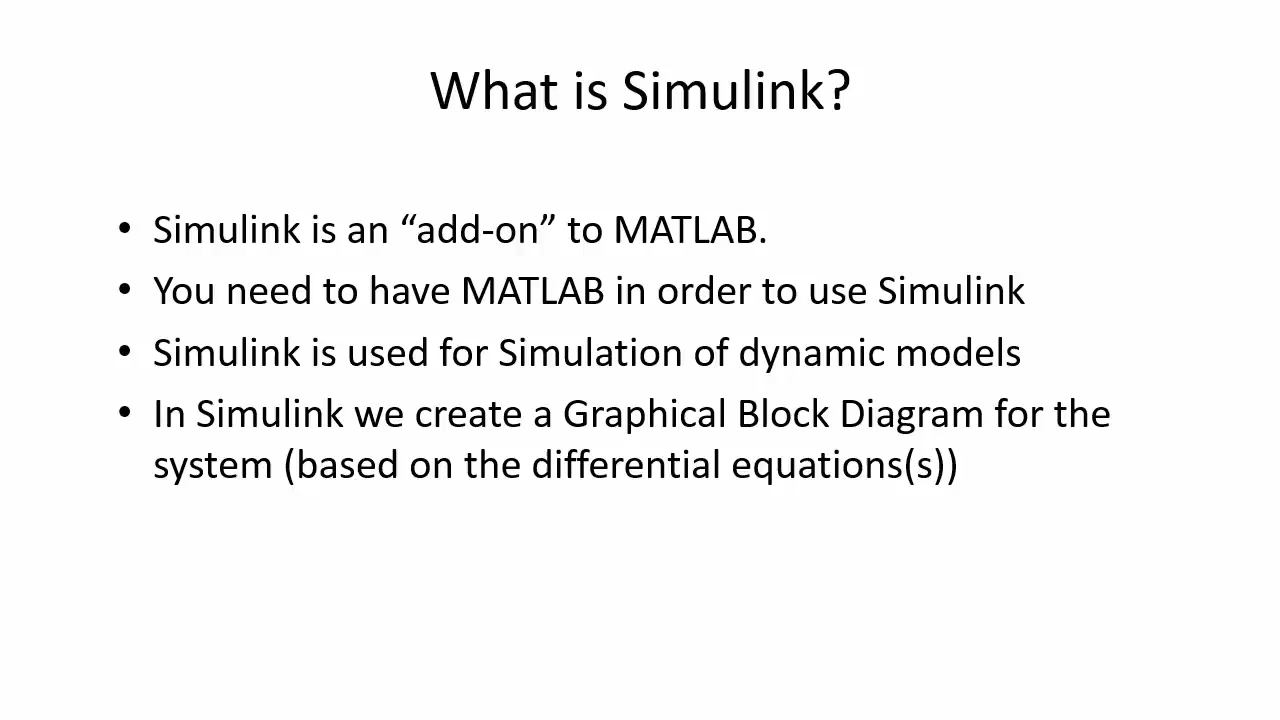 What is Simulink?
• Simulink is an “add-on” to MATLAB.
• You need to have MATLAB in order to use Simulink
• Simulink is used for Simulation of dynamic models
• In Simulink we create a Graphical Block Diagram for the
system (based on the differential equations(s))